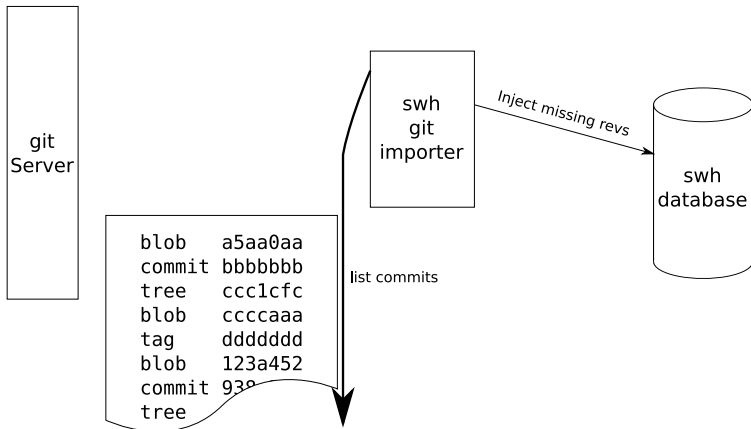 git
Server
swh
git
importer
Inject missing revs
swh
database
blob a5aa0aa
commit bbbbbbb
tree ccc1cfc
blob ccccaaa
tag ddddddd
blob 123a452
commit
tree
list commits